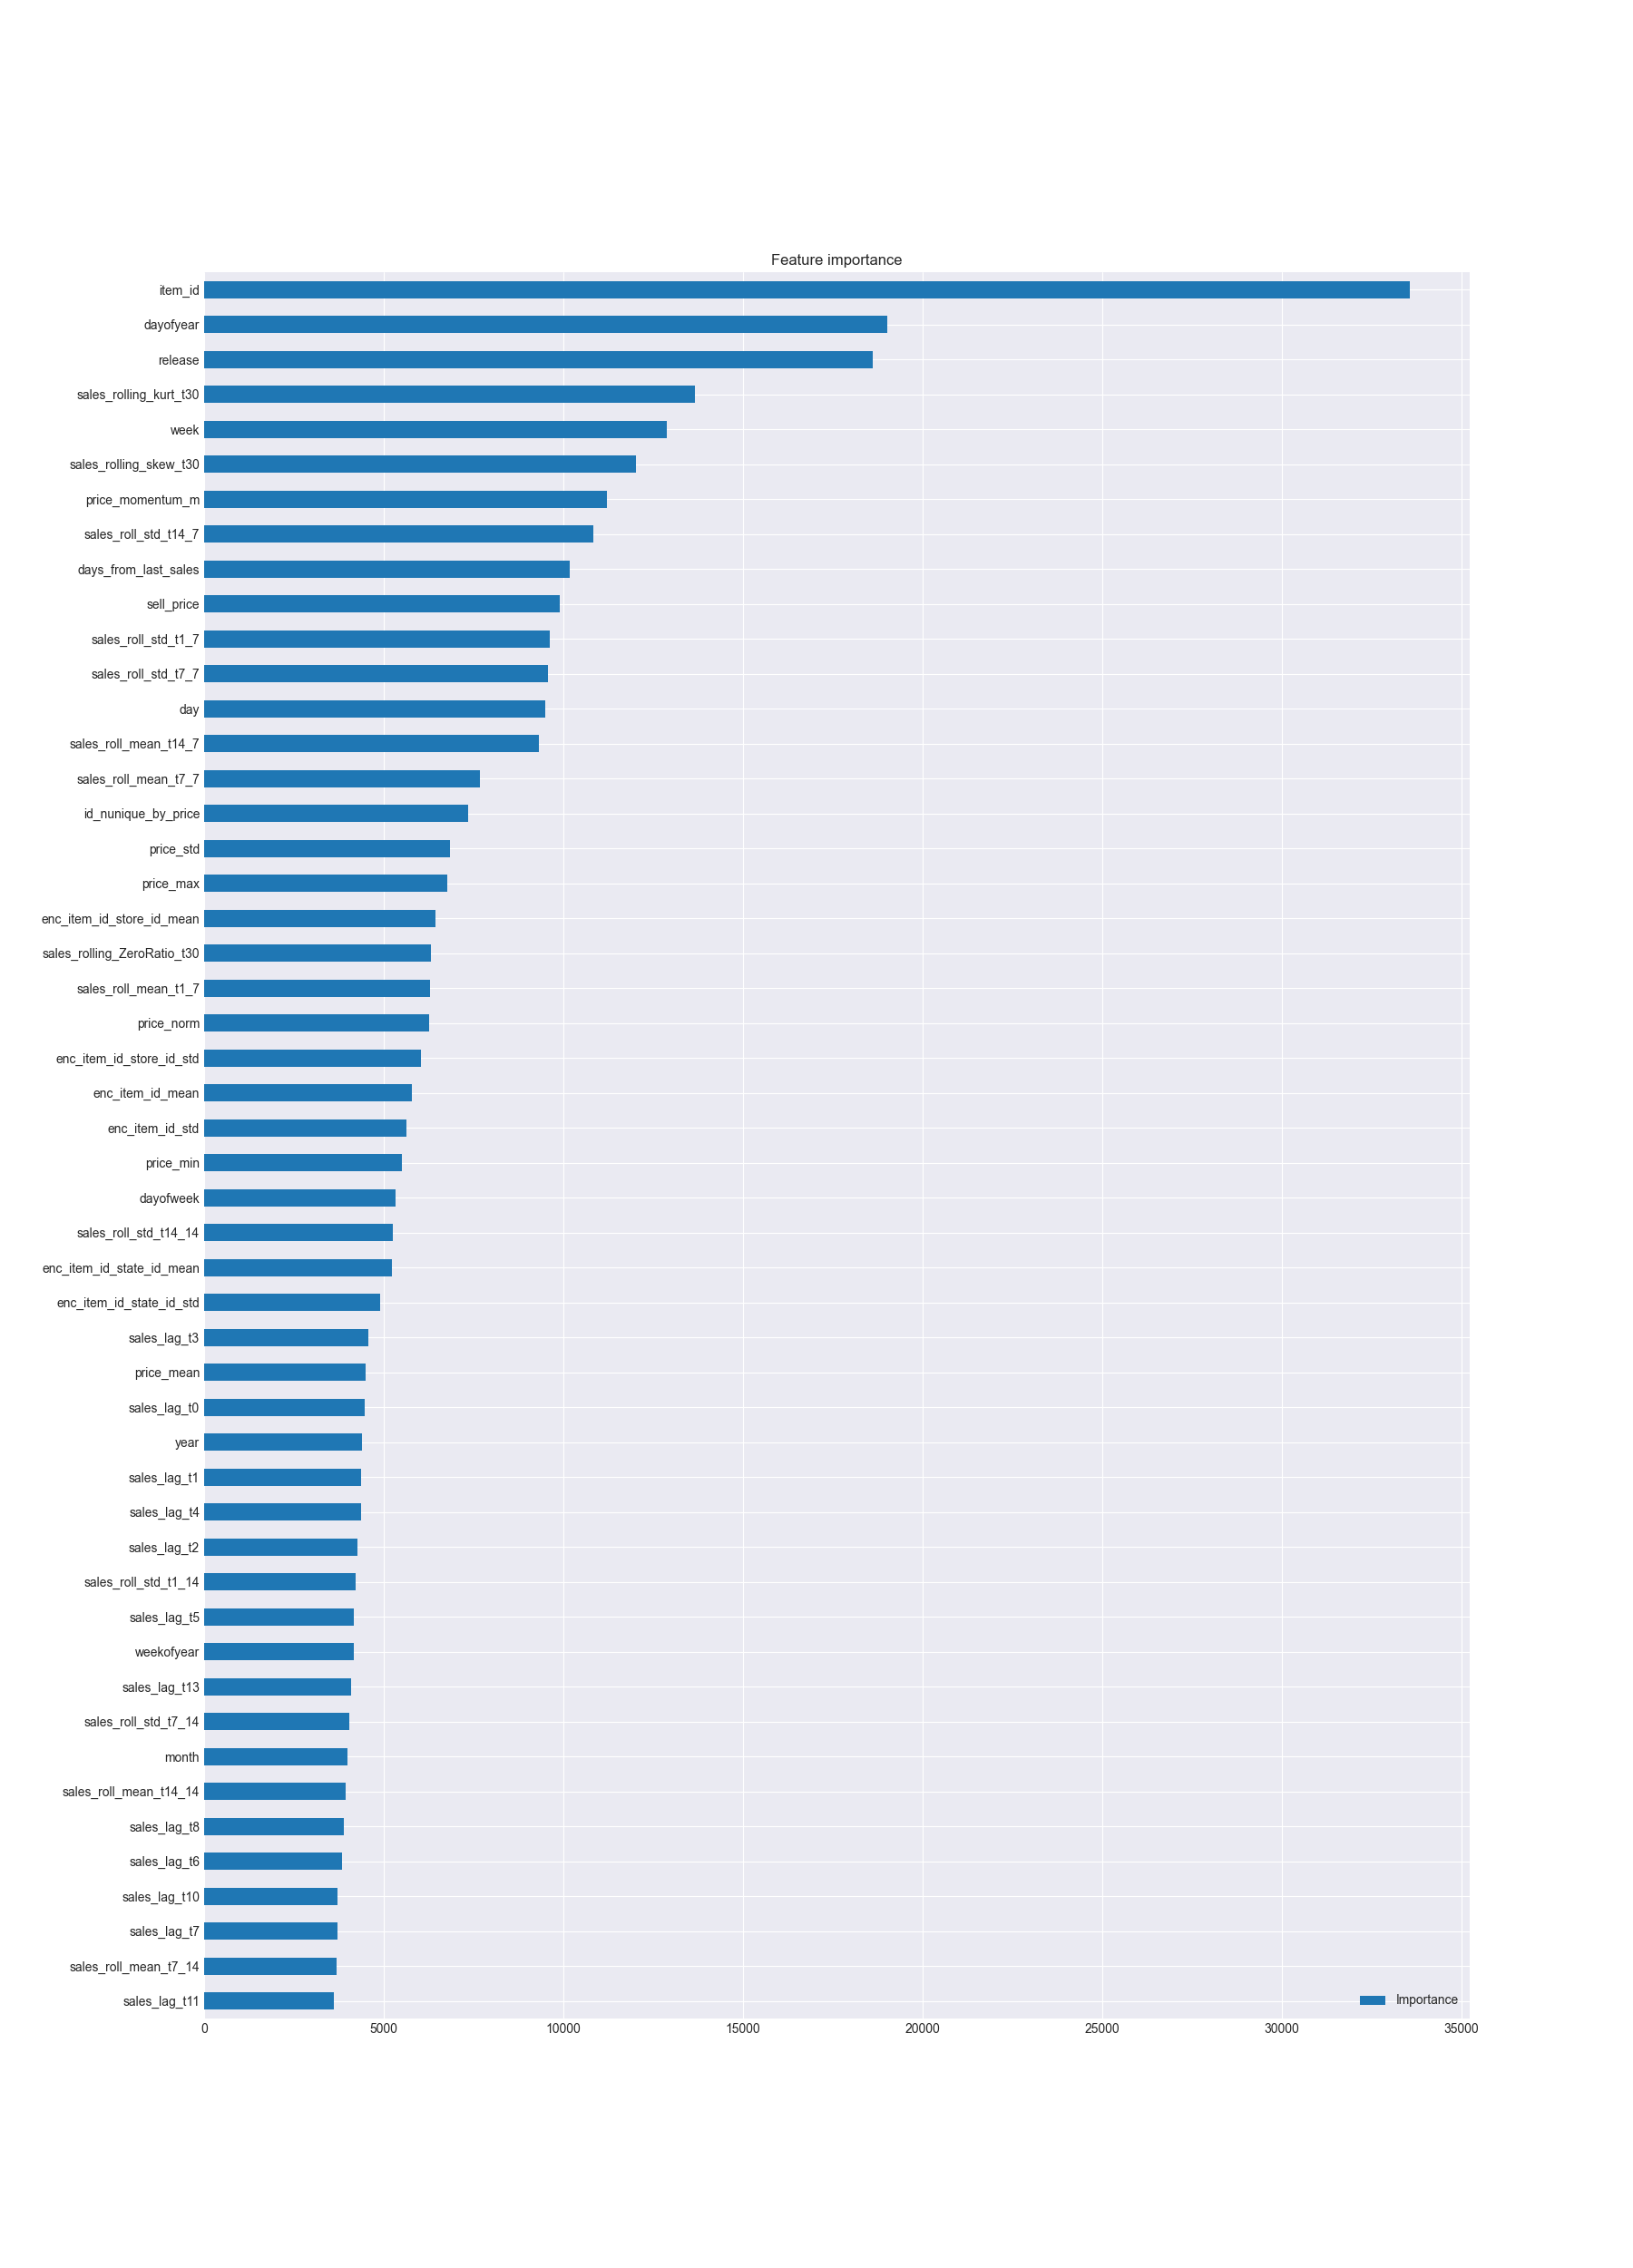 Feature importance
item_id
dayofyear
release
sales_rolling_kurt_t30
week
sales_rolling_skew_t30
price_momentum_m
sales_roll_std_t14_7
days_from_last_sales
sell_price
sales_roll_std_t1_7
sales_roll_std_t7_7
day
sales_roll_mean_t14_7
sales_roll_mean_t7_7
id_nunique_by_price
price_std
price_max
enc_item_id_store_id_mean
sales_rolling_ZeroRatio_t30
sales_roll_mean_t1_7
price_norm
enc_item_id_store_id_std
enc_item_id_mean
enc_item_id_std
price_min
dayofweek
sales_roll_std_t14_14
enc_item_id_state_id_mean
enc_item_id_state_id_std
sales_lag_t3
price_mean
sales_lag_t0
year
sales_lag_t1
sales_lag_t4
sales_lag_t2
sales_roll_std_t1_14
sales_lag_t5
weekofyear
sales_lag_t13
sales_roll_std_t7_14
month
sales_roll_mean_t14_14
sales_lag_t8
sales_lag_t6
sales_lag_t10
sales_lag_t7
sales_roll_mean_t7_14
sales_lag_t11
Importance
0 5000 10000 15000 20000 25000 30000 35000